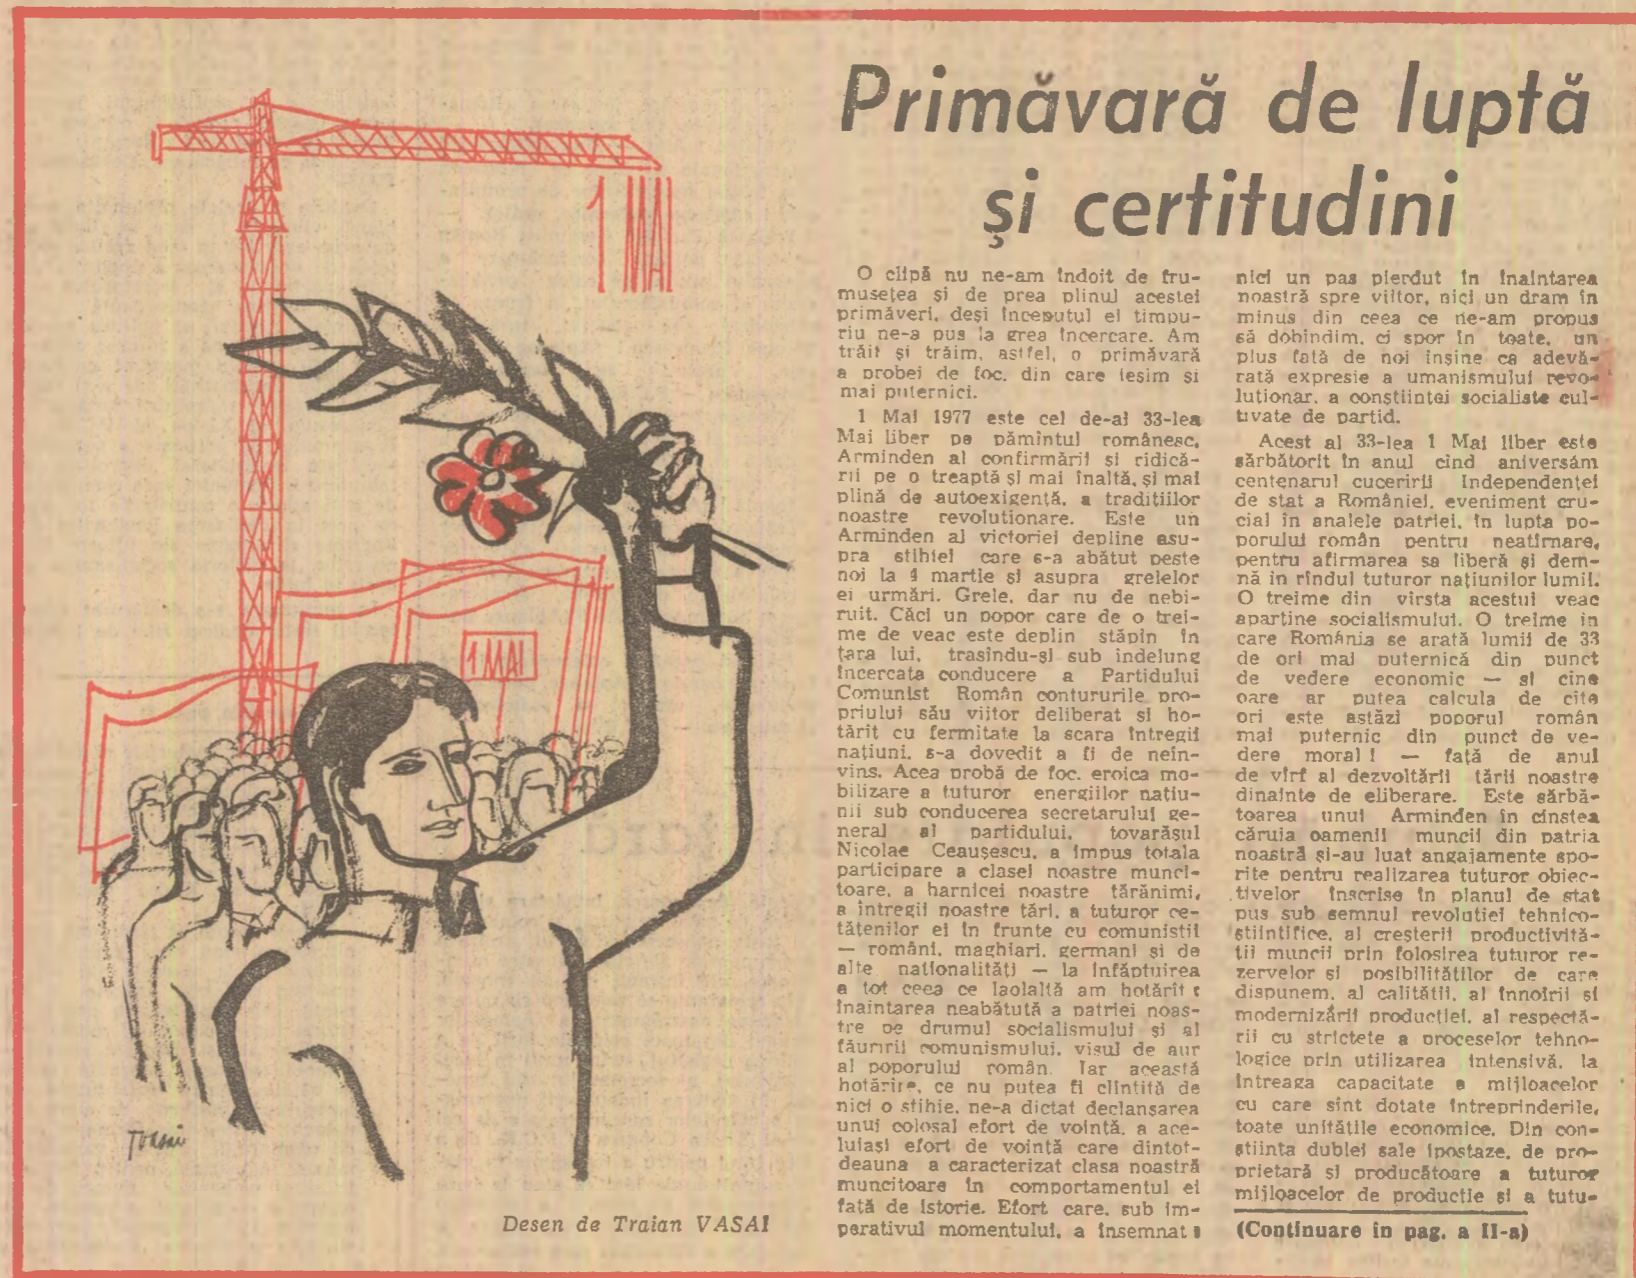 Primăvară de luptă
și certitudini
1 MAI
1 MAI
Desen de Traian VASAI
O clipă nu ne-am îndoit de fru-
musețea și de prea plinul acestei
primăveri, deși începutul ei timpu-
riu ne-a pus la grea încercare. Am
trăit și trăim, astfel, o primăvară
a probei de foc, din care ieșim și
mai puternici.
1 Mai 1977 este cel de-al 33-lea
Mai liber pe pămîntul românesc,
Arminden al confirmării și ridică-
rii pe o treaptă și mai înaltă, și mai
plină de autoexigență, a tradițiilor
noastre revoluționare. Este un
Arminden al victoriei depline asu-
pra stihiei care s-a abătut peste
noi la 4 martie și asupra grelelor
ei urmări. Grele, dar nu de nebi-
ruit. Căci un popor care de o trei-
me de veac este deplin stăpîn în
țara lui, trasîndu-și sub îndelung
încercata conducere a Partidului
Comunist Român contururile pro-
priului său viitor deliberat și ho-
tărît cu fermitate la scara întregii
națiuni, s-a dovedit a fi de neîn-
vins. Acea probă de foc, eroica mo-
bilizare a tuturor energiilor națiu-
nii sub conducerea secretarului ge-
neral al partidului, tovarășul
Nicolae Ceaușescu, a impus totala
participare a clasei noastre munci-
toare, a harnicei noastre țărănimi,
a întregii noastre țări, a tuturor ce-
tățenilor ei în frunte cu comuniștii
— români, maghiari, germani și de
alte naționalități — la înfăptuirea
a tot ceea ce laolaltă am hotărît :
înaintarea neabătută a patriei noas-
tre pe drumul socialismului și al
făuririi comunismului, visul de aur
al poporului român. Iar această
hotărîre, ce nu putea fi clintită de
nici o stihie, ne-a dictat declanșarea
unui colosal efort de voință, a ace-
luiași efort de voință care dintot-
deauna a caracterizat clasa noastră
muncitoare în comportamentul ei
față de istorie. Efort care, sub im-
perativul momentului, a însemnat :
nici un pas pierdut în înaintarea
noastră spre viitor, nici un dram în
minus din ceea ce ne-am propus
să dobîndim, ci spor în toate, un
plus față de noi înșine ca adevă-
rată expresie a umanismului revo-
luționar, a conștiinței socialiste cul-
tivate de partid.
Acest al 33-lea 1 Mai liber este
sărbătorit în anul cînd aniversăm
centenarul cuceririi Independenței
de stat a României, eveniment cru-
cial în analele patriei, în lupta po-
porului român pentru neatîrnare,
pentru afirmarea sa liberă și dem-
nă în rîndul tuturor națiunilor lumii.
O treime din vîrsta acestui veac
aparține socialismului. O treime în
care România se arată lumii de 33
de ori mai puternică din punct
de vedere economic — și cine
oare ar putea calcula de cîte
ori este astăzi poporul român
mai puternic din punct de ve-
dere moral ! — față de anul
de vîrf al dezvoltării țării noastre
dinainte de eliberare. Este sărbă-
toarea unui Arminden în cinstea
căruia oamenii muncii din patria
noastră și-au luat angajamente spo-
rite pentru realizarea tuturor obiec-
tivelor înscrise în planul de stat
pus sub semnul revoluției tehnico-
științifice, al creșterii productivită-
ții muncii prin folosirea tuturor re-
zervelor și posibilităților de care
dispunem, al calității, al înnoirii și
modernizării producției, al respectă-
rii cu strictețe a proceselor tehno-
logice prin utilizarea intensivă, la
întreaga capacitate a mijloacelor
cu care sînt dotate întreprinderile,
toate unitățile economice. Din con-
știința dublei sale ipostaze, de pro-
prietară și producătoare a tuturor
mijloacelor de producție și a tutu-
(Continuare în pag. a II-a)